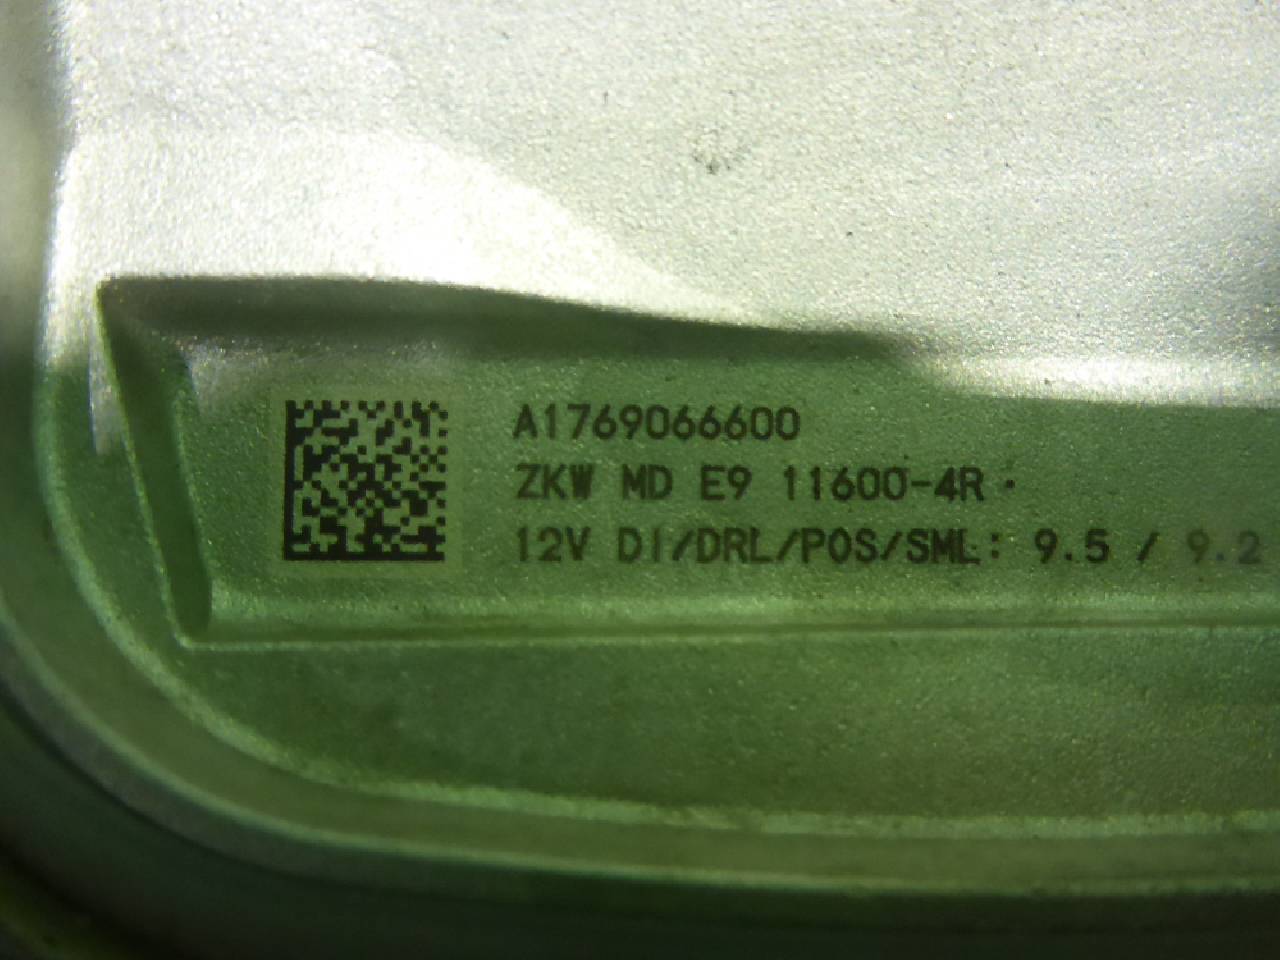 A1769066600
ZKW MD E9 11600-4R
12V DI/DRL/POS/SML: 9.5 / 9.2